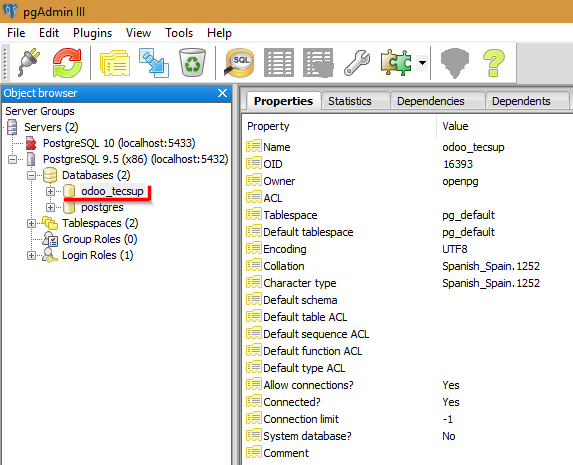 pgAdmin III
File Edit Plugins View Tools Help
SQL
Object browser
Server Groups
Servers (2)
PostgreSQL 10 (localhost:5433)
PostgreSQL 9.5 (x86) (localhost:5432)
Databases (2)
odoo_tecsup
postgres
Tablespaces (2)
Group Roles (0)
Login Roles (1)
Properties Statistics Dependencies Dependents
Property Value
Name odoo_tecsup
OID 16393
Owner openpg
ACL
Tablespace pg_default
Default tablespace pg_default
Encoding UTF8
Collation Spanish_Spain.1252
Character type Spanish_Spain.1252
Default schema
Default table ACL
Default sequence ACL
Default function ACL
Default type ACL
Allow connections? Yes
Connected? Yes
Connection limit -1
System database? No
Comment